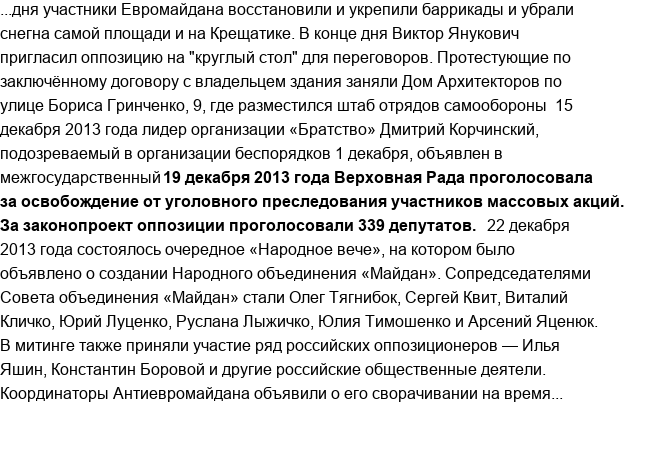 ...дня участники Евромайдана восстановили и укрепили баррикады и убрали
снегна самой площади и на Крещатике. В конце дня Виктор Янукович
пригласил оппозицию на "круглый стол" для переговоров. Протестующие по
заключённому договору с владельцем здания заняли Дом Архитекторов по
улице Бориса Гринченко, 9, где разместился штаб отрядов самообороны 15
декабря 2013 года лидер организации «Братство» Дмитрий Корчинский,
подозреваемый в организации беспорядков 1 декабря, объявлен в
межгосударственный 19 декабря 2013 года Верховная Рада проголосовала
за освобождение от уголовного преследования участников массовых акций.
За законопроект оппозиции проголосовали 339 депутатов. 22 декабря
2013 года состоялось очередное «Народное вече», на котором было
объявлено о создании Народного объединения «Майдан». Сопредседателями
Совета объединения «Майдан» стали Олег Тягнибок, Сергей Квит, Виталий
Кличко, Юрий Луценко, Руслана Лыжичко, Юлия Тимошенко и Арсений Яценюк.
В митинге также приняли участие ряд российских оппозиционеров — Илья
Яшин, Константин Боровой и другие российские общественные деятели.
Координаторы Антиевромайдана объявили о его сворачивании на время...